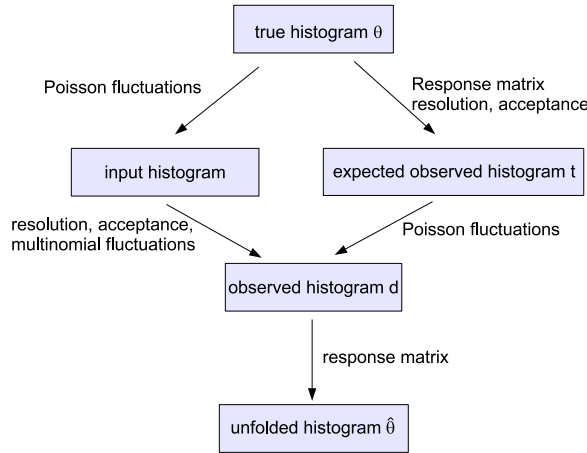 true histogram θ
Poisson fluctuations
Response matrix
resolution, acceptance
input histogram
expected observed histogram t
resolution, acceptance,
multinomial fluctuations
Poisson fluctuations
observed histogram d
response matrix
unfolded histogram θ̂